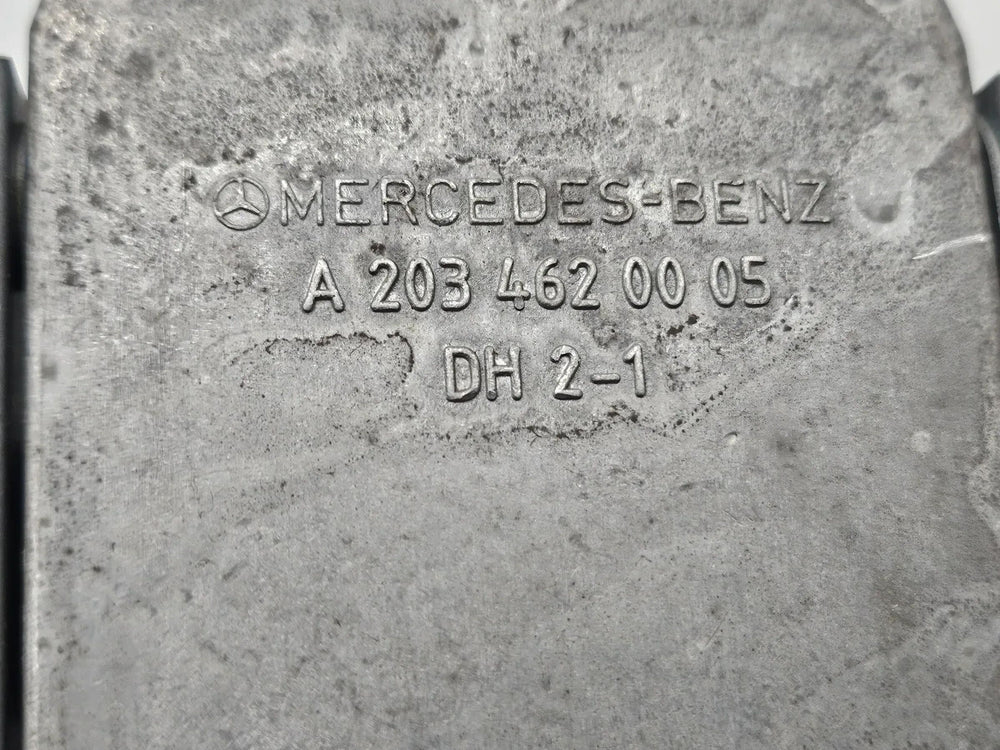 MERCEDES-BENZ
A 203 462 00 05
DH 2-1